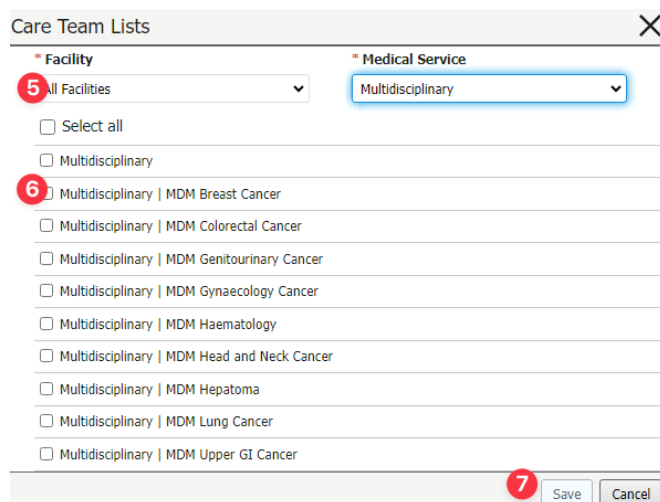 Care Team Lists
* Facility * Medical Service
5 All Facilities Multidisciplinary
Select all
Multidisciplinary
6 Multidisciplinary | MDM Breast Cancer
Multidisciplinary | MDM Colorectal Cancer
Multidisciplinary | MDM Genitourinary Cancer
Multidisciplinary | MDM Gynaecology Cancer
Multidisciplinary | MDM Haematology
Multidisciplinary | MDM Head and Neck Cancer
Multidisciplinary | MDM Hepatoma
Multidisciplinary | MDM Lung Cancer
Multidisciplinary | MDM Upper GI Cancer
7 Save Cancel